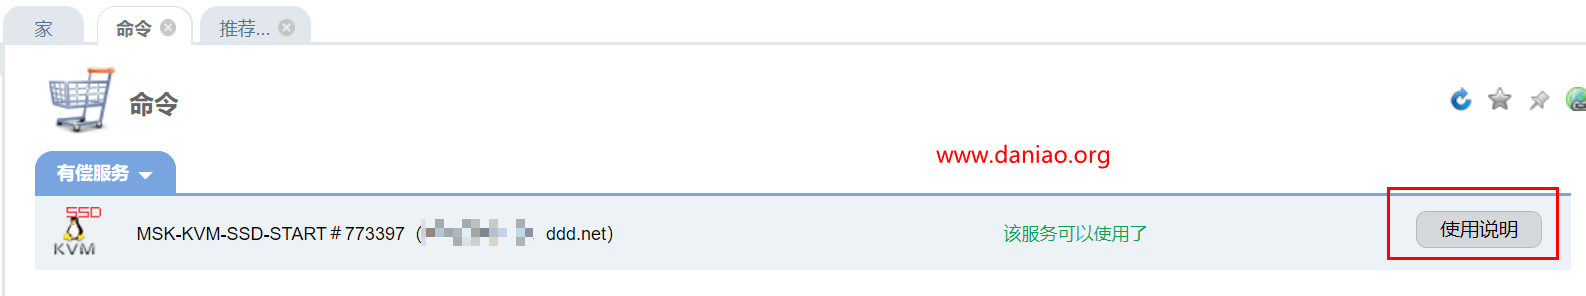 家 命令 推荐...
命令
www.daniao.org
有偿服务
SSD
KVM
MSK-KVM-SSD-START＃773397（ ddd.net）
该服务可以使用了
使用说明